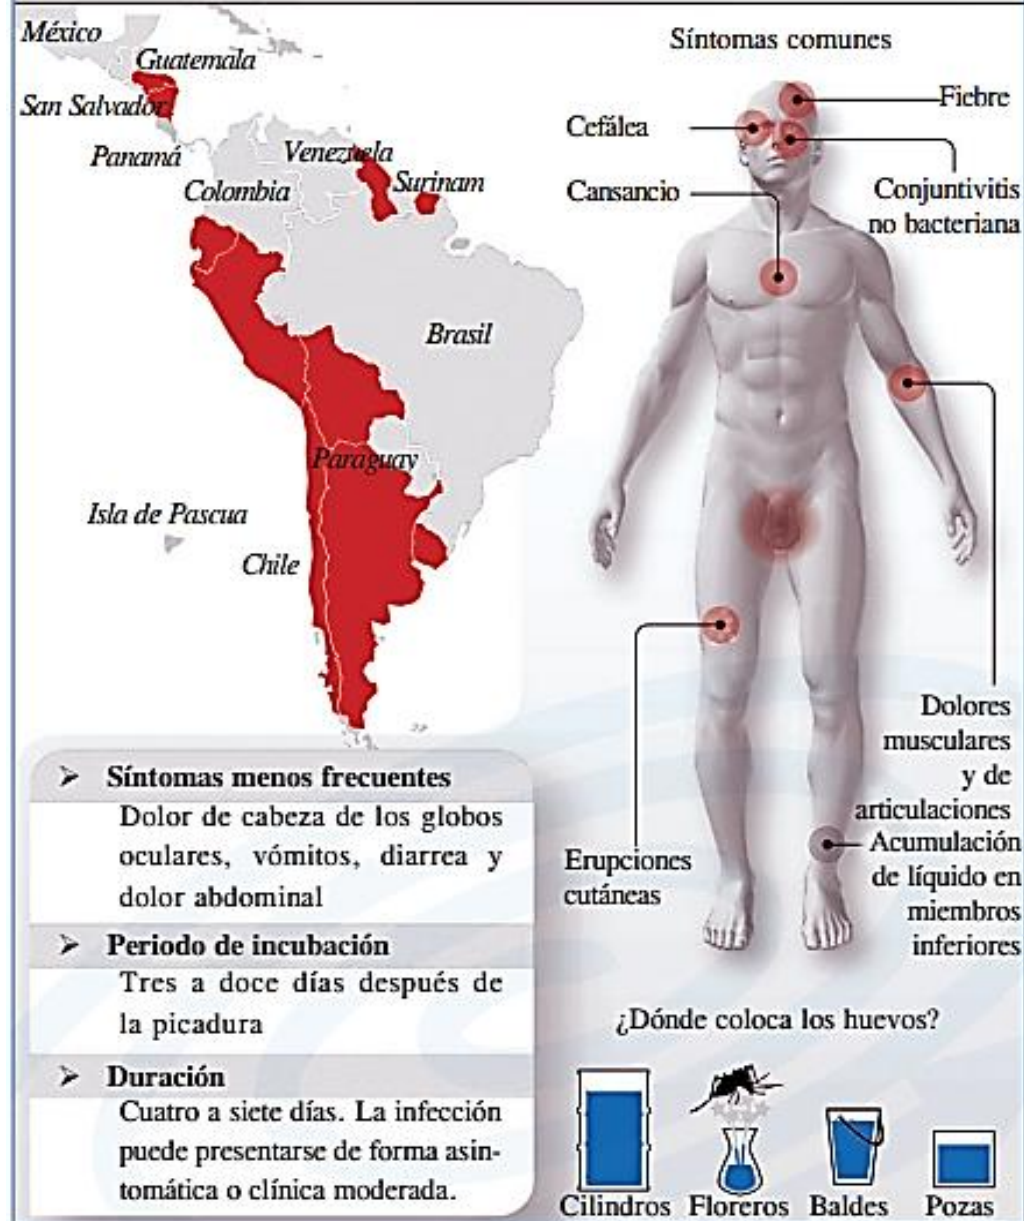 México
Guatemala
San Salvador
Panamá
Venezuela
Surinam
Colombia
Brasil
Paraguay
Isla de Pascua
Chile
Síntomas comunes
Fiebre
Cefálea
Cansancio
Conjuntivitis
no bacteriana
Dolores
musculares
y de
articulaciones
Acumulación
de líquido en
miembros
inferiores
Erupciones
cutáneas
➢ Síntomas menos frecuentes
Dolor de cabeza de los globos
oculares, vómitos, diarrea y
dolor abdominal
➢ Periodo de incubación
Tres a doce días después de
la picadura
➢ Duración
Cuatro a siete días. La infección
puede presentarse de forma asin-
tomática o clínica moderada.
¿Dónde coloca los huevos?
Cilindros Floreros Baldes Pozas